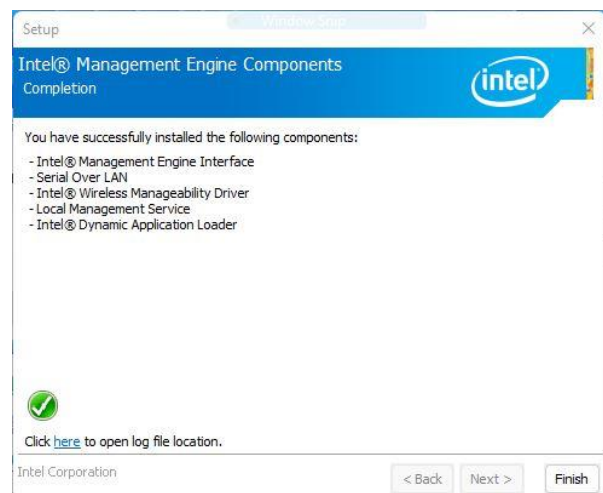 Window Snip
Setup
Intel® Management Engine Components
Completion
intel
You have successfully installed the following components:
- Intel® Management Engine Interface
- Serial Over LAN
- Intel® Wireless Manageability Driver
- Local Management Service
- Intel® Dynamic Application Loader
Click here to open log file location.
Intel Corporation
< Back
Next >
Finish